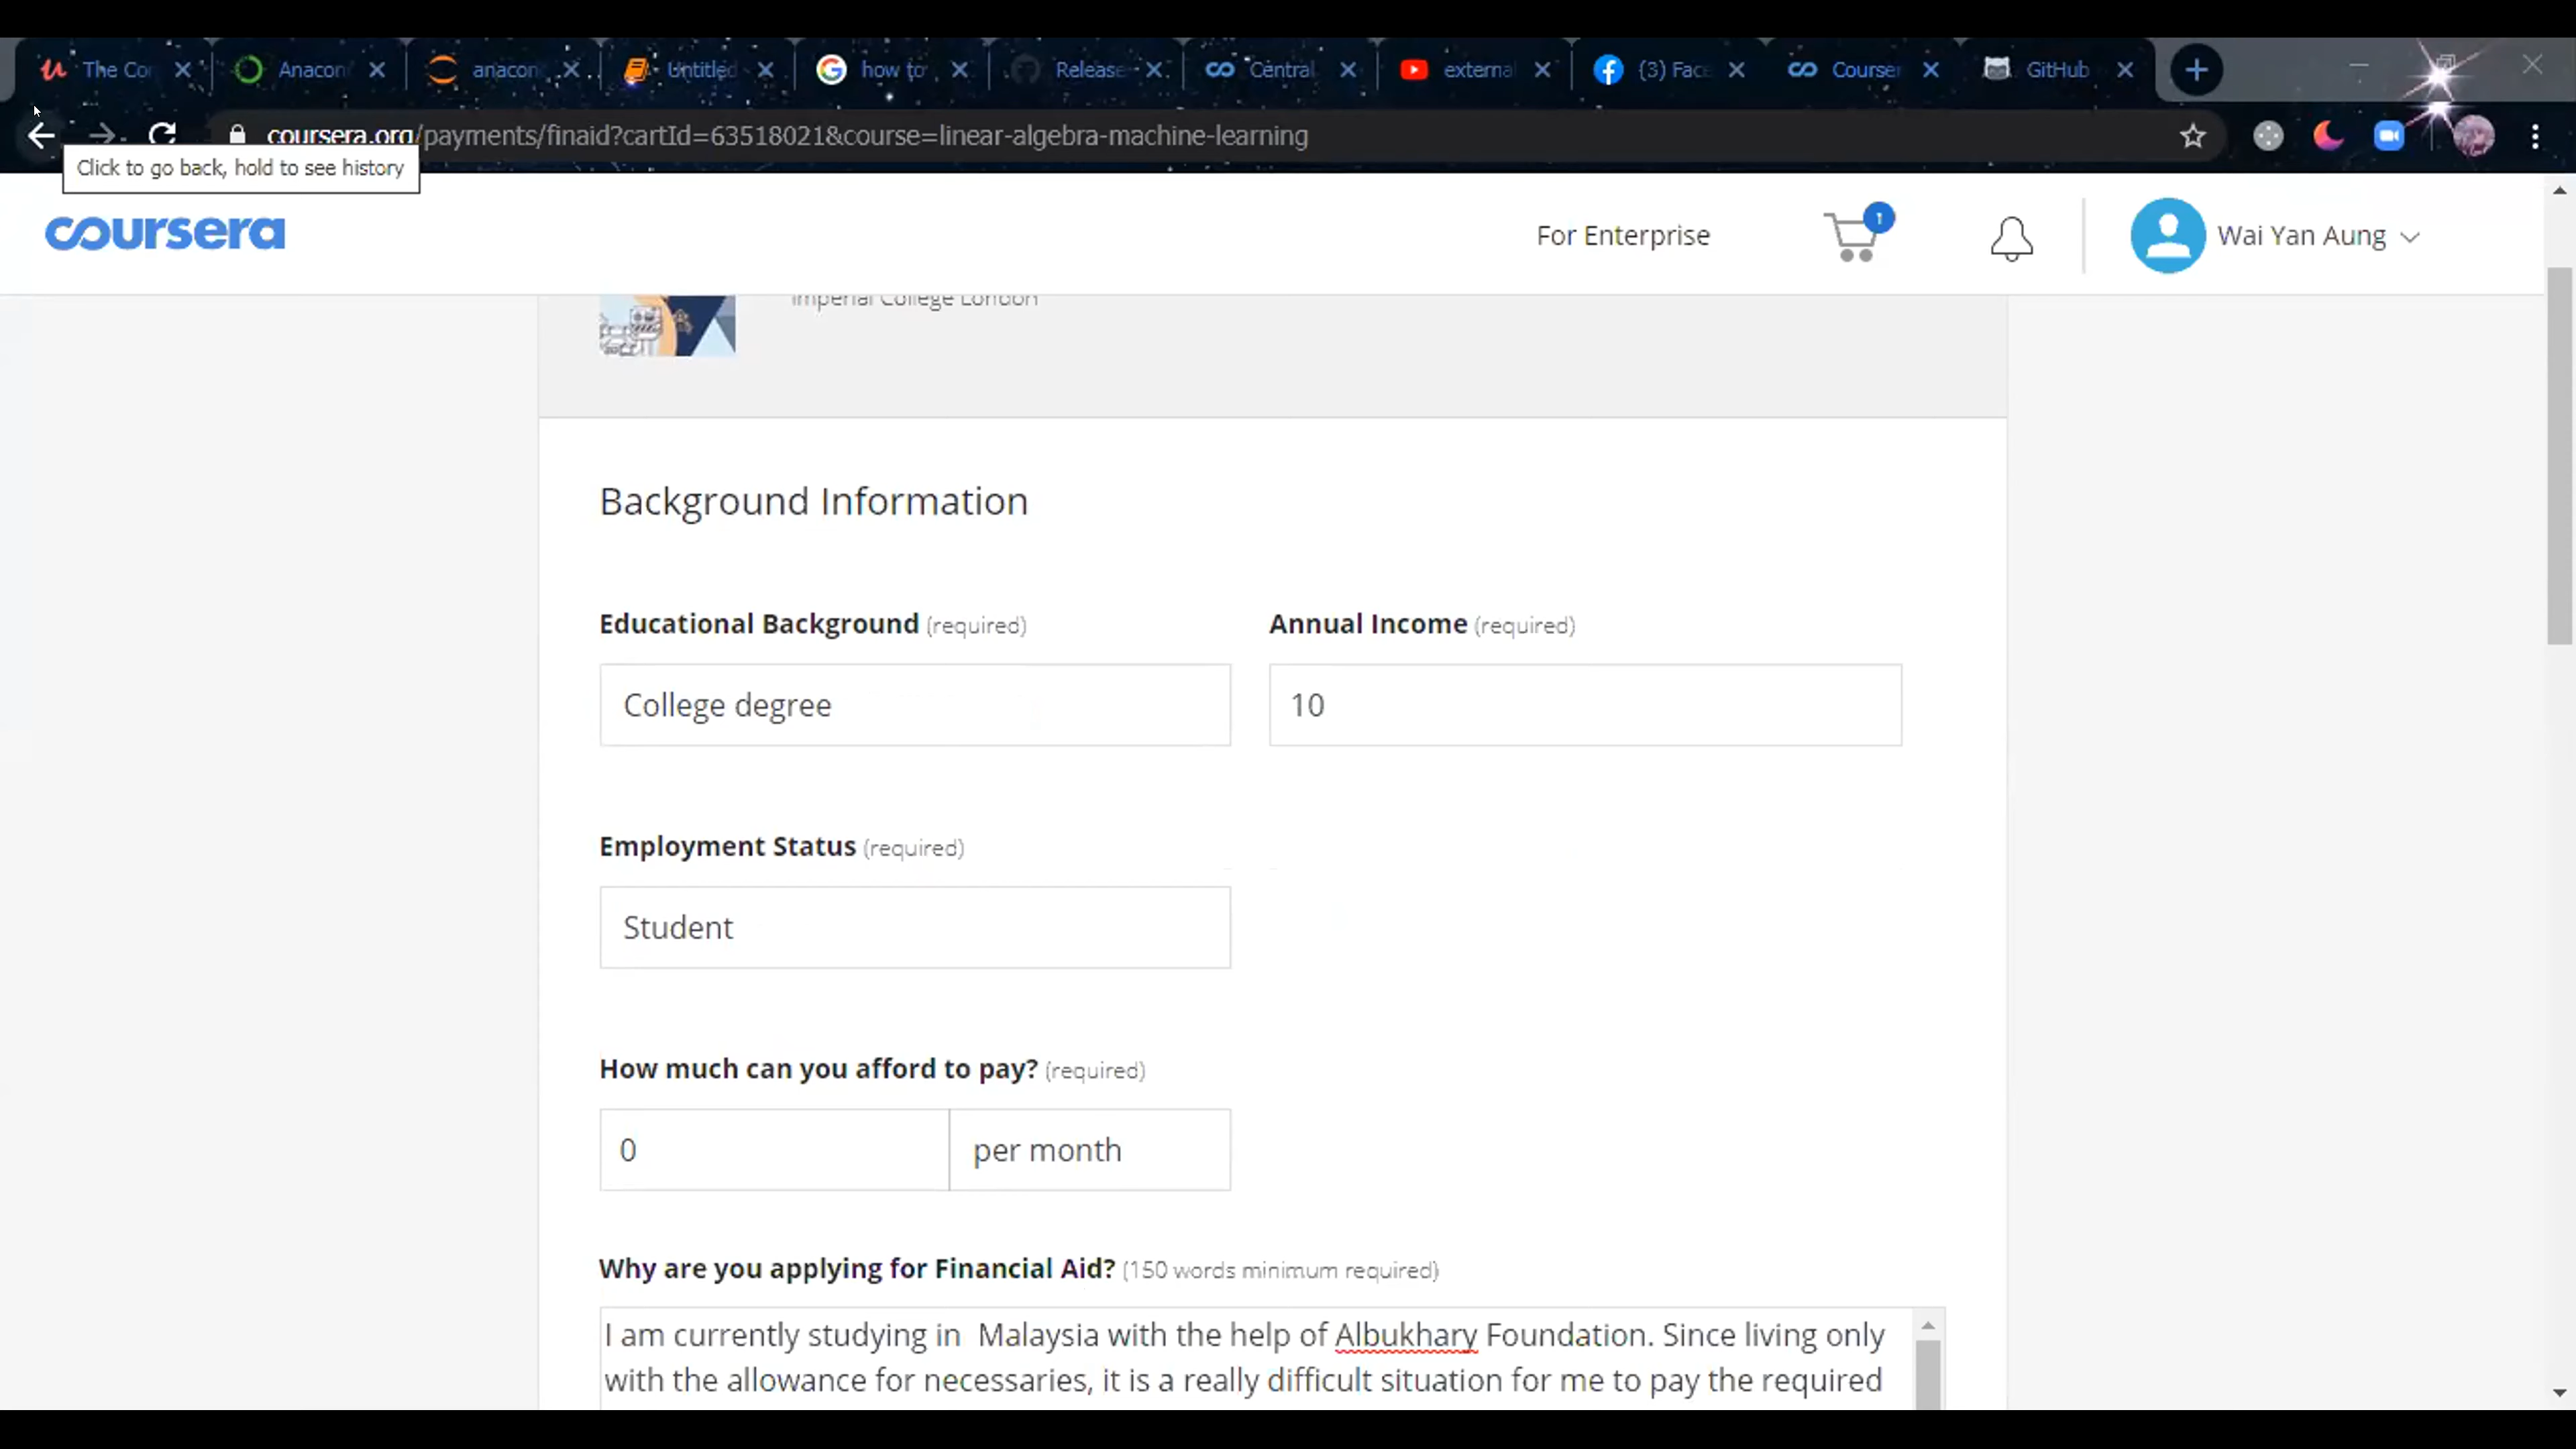 The Co
Anacon
anacon
Untitled
how to
Release
Central
externa
(3) Face
Courser
GitHub
coursera.org/payments/finaid?cartId=63518021&course=linear-algebra-machine-learning
Click to go back, hold to see history
coursera
For Enterprise
1
Wai Yan Aung
Imperial College London
Background Information
Educational Background (required)
Annual Income (required)
College degree
10
Employment Status (required)
Student
How much can you afford to pay? (required)
0
per month
Why are you applying for Financial Aid? (150 words minimum required)
I am currently studying in  Malaysia with the help of Albukhary Foundation. Since living only
with the allowance for necessaries, it is a really difficult situation for me to pay the required